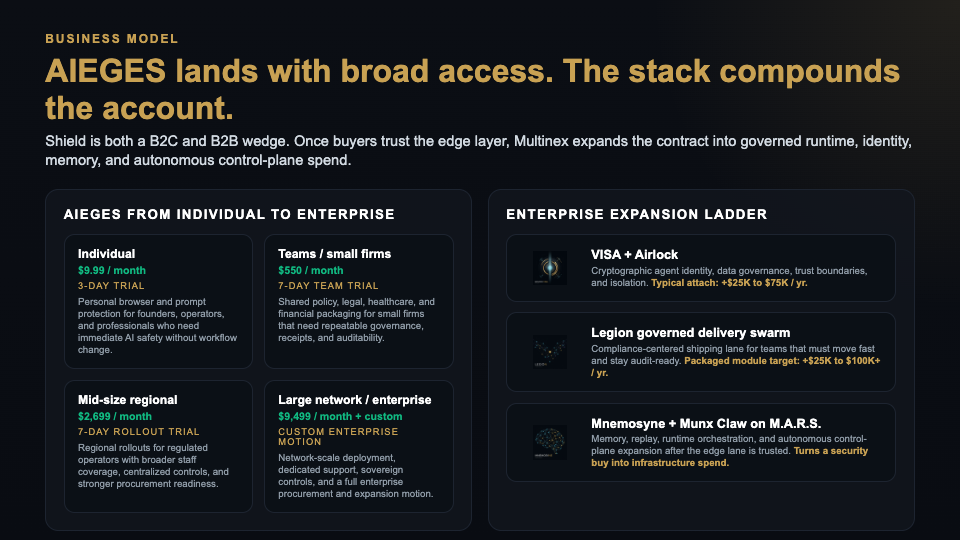 BUSINESS MODEL
AIEGES lands with broad access. The stack compounds
the account.
Shield is both a B2C and B2B wedge. Once buyers trust the edge layer, Multinex expands the contract into governed runtime, identity,
memory, and autonomous control-plane spend.
AIEGES FROM INDIVIDUAL TO ENTERPRISE
Individual
$9.99 / month
3-DAY TRIAL
Personal browser and prompt
protection for founders, operators,
and professionals who need
immediate AI safety without workflow
change.
Teams / small firms
$550 / month
7-DAY TEAM TRIAL
Shared policy, legal, healthcare, and
financial packaging for small firms
that need repeatable governance,
receipts, and auditability.
Mid-size regional
$2,699 / month
7-DAY ROLLOUT TRIAL
Regional rollouts for regulated
operators with broader staff
coverage, centralized controls, and
stronger procurement readiness.
Large network / enterprise
$9,499 / month + custom
CUSTOM ENTERPRISE
MOTION
Network-scale deployment,
dedicated support, sovereign
controls, and a full enterprise
procurement and expansion motion.
ENTERPRISE EXPANSION LADDER
VISA + Airlock
Cryptographic agent identity, data governance, trust boundaries,
and isolation. Typical attach: +$25K to $75K / yr.
Legion governed delivery swarm
Compliance-centered shipping lane for teams that must move fast
and stay audit-ready. Packaged module target: +$25K to $100K+
/ yr.
Mnemosyne + Munx Claw on M.A.R.S.
Memory, replay, runtime orchestration, and autonomous control-
plane expansion after the edge lane is trusted. Turns a security
buy into infrastructure spend.